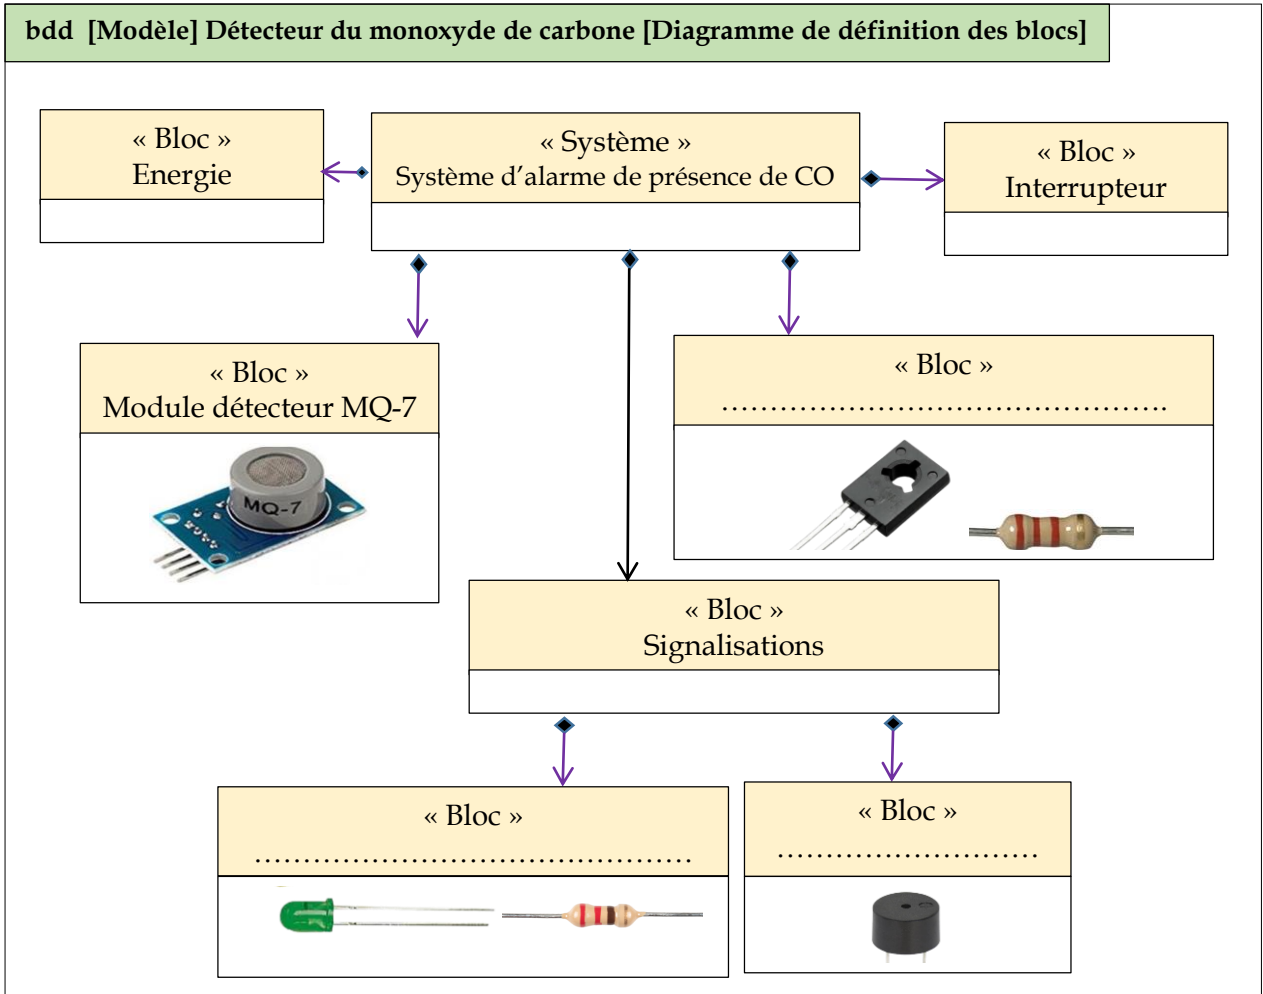 bdd [Modèle] Détecteur du monoxyde de carbone [Diagramme de définition des blocs]
« Bloc »
Energie
« Système »
Système d’alarme de présence de CO
« Bloc »
Interrupteur
« Bloc »
Module détecteur MQ-7
MQ-7
« Bloc »
…………………………………………
« Bloc »
Signalisations
« Bloc »
…………………………………………
« Bloc »
………………………